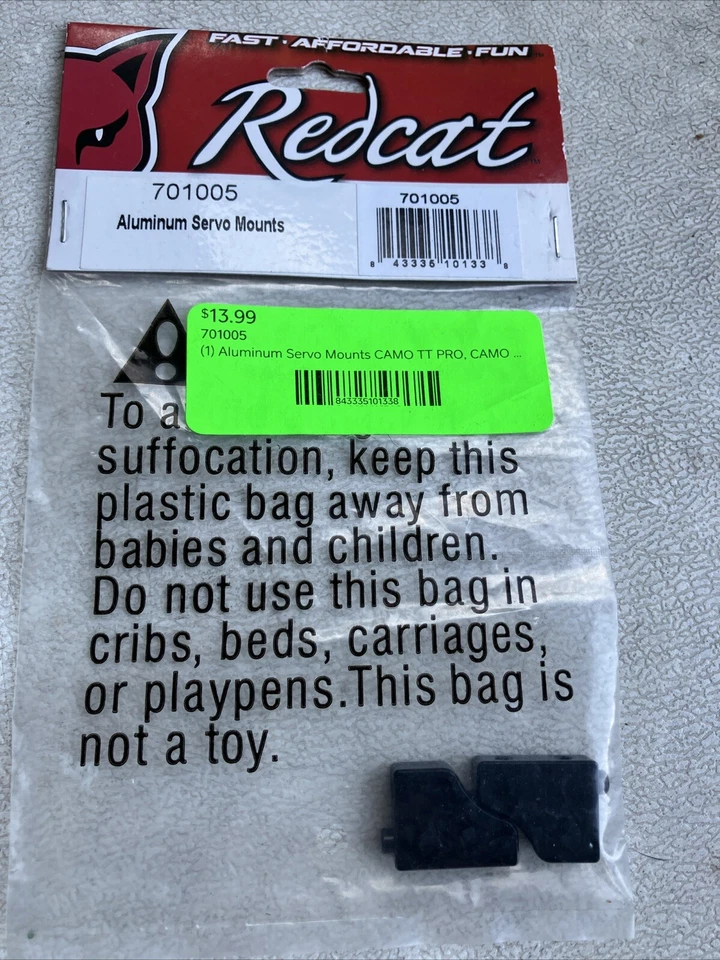 FAST · AFFORDABLE · FUN
Redcat
TM
701005
Aluminum Servo Mounts
701005
8 43335 10133 8
$13.99
701005
(1) Aluminum Servo Mounts CAMO TT PRO, CAMO ...
843335101338
To a
suffocation, keep this
plastic bag away from
babies and children.
Do not use this bag in
cribs, beds, carriages,
or playpens.This bag is
not a toy.